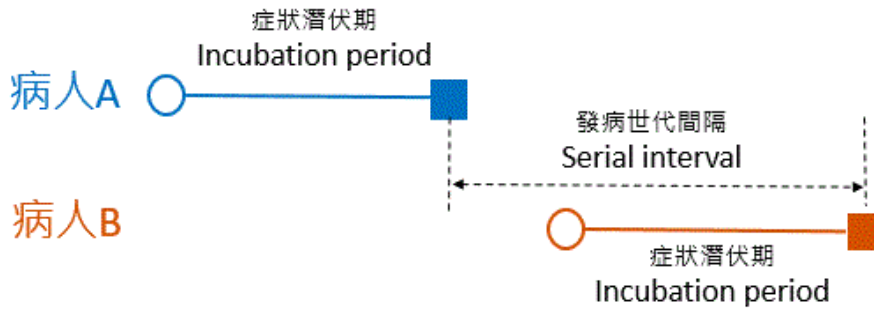 症狀潛伏期
Incubation period
病人A
發病世代間隔
Serial interval
病人B
症狀潛伏期
Incubation period